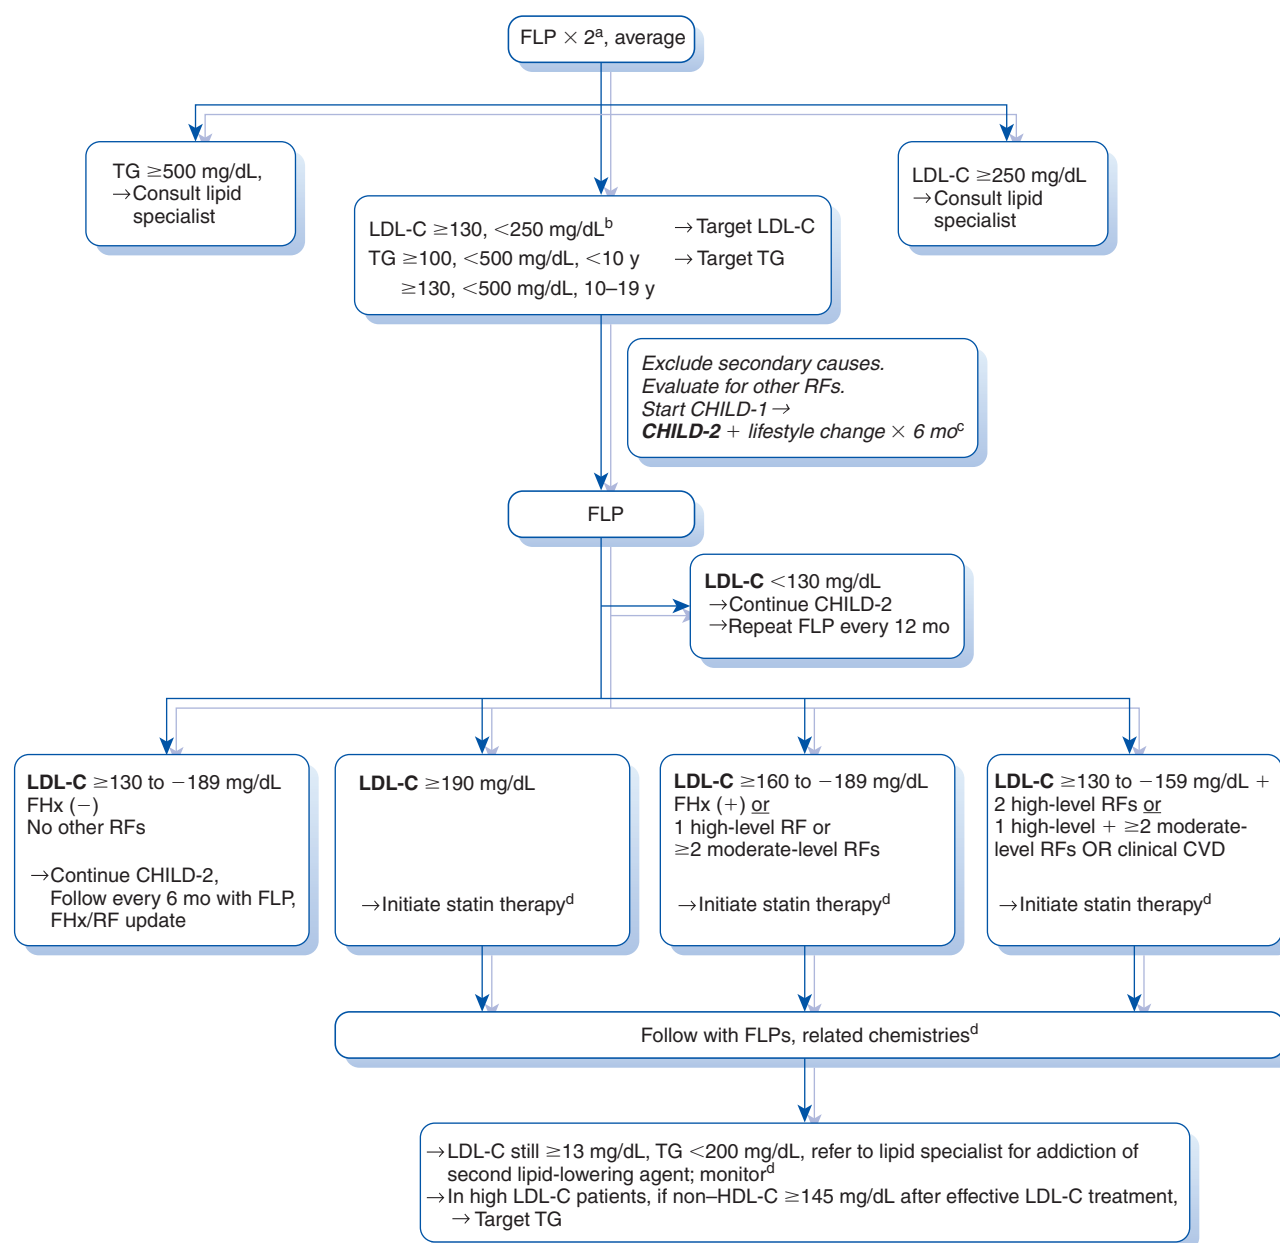 FLP × 2ᵃ, average
TG ≥500 mg/dL,
→Consult lipid
specialist
LDL-C ≥250 mg/dL
→Consult lipid
specialist
LDL-C ≥130, <250 mg/dLᵇ →Target LDL-C
TG ≥100, <500 mg/dL, <10 y →Target TG
≥130, <500 mg/dL, 10–19 y
Exclude secondary causes.
Evaluate for other RFs.
Start CHILD-1→
CHILD-2 + lifestyle change × 6 moᶜ
FLP
LDL-C <130 mg/dL
→Continue CHILD-2
→Repeat FLP every 12 mo
LDL-C ≥130 to −189 mg/dL
FHx (−)
No other RFs
→Continue CHILD-2,
Follow every 6 mo with FLP,
FHx/RF update
LDL-C ≥190 mg/dL
→Initiate statin therapyᵈ
LDL-C ≥160 to −189 mg/dL
FHx (+) or
1 high-level RF or
≥2 moderate-level RFs
→Initiate statin therapyᵈ
LDL-C ≥130 to −159 mg/dL +
2 high-level RFs or
1 high-level + ≥2 moderate-
level RFs OR clinical CVD
→Initiate statin therapyᵈ
Follow with FLPs, related chemistriesᵈ
→LDL-C still ≥13 mg/dL, TG <200 mg/dL, refer to lipid specialist for addiction of
second lipid-lowering agent; monitorᵈ
→In high LDL-C patients, if non–HDL-C ≥145 mg/dL after effective LDL-C treatment,
→ Target TG